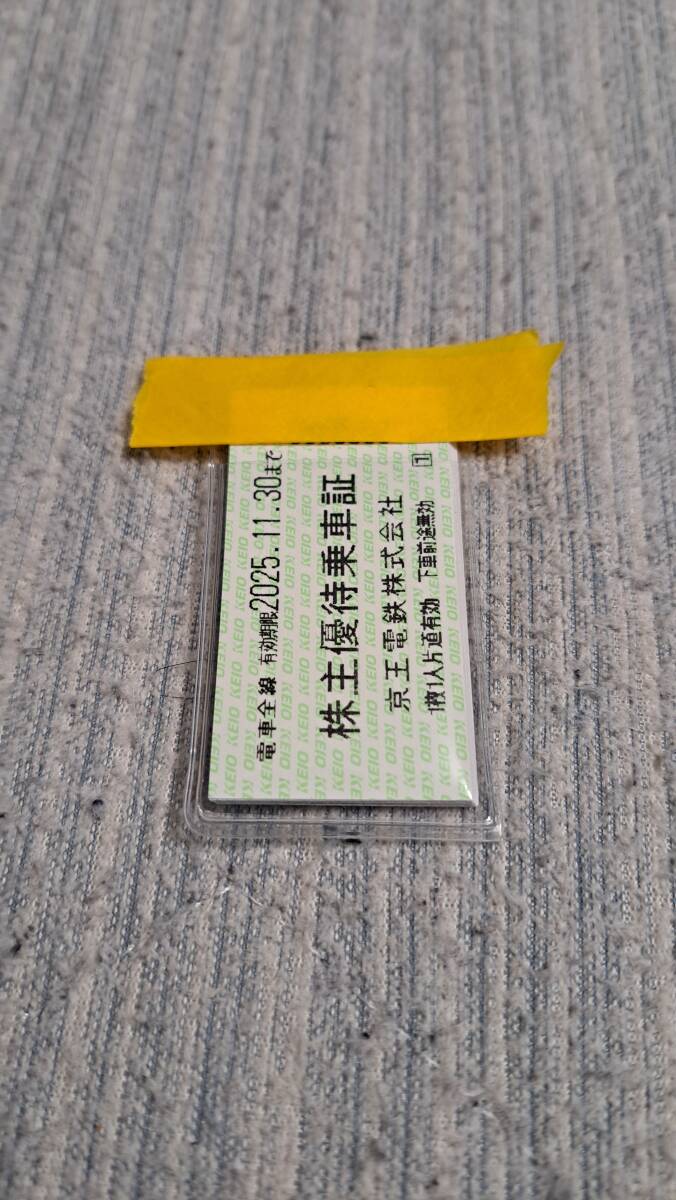 電車全線 有効期限2025.11.30まで
株主優待乗車証
京王電鉄株式会社
1枚1人片道有効 下車前途無効 1